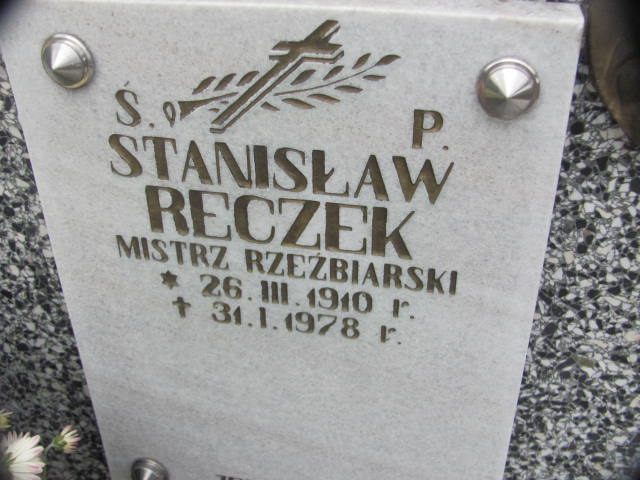 Ś. P.
STANISŁAW
RECZEK
MISTRZ RZEŹBIARSKI
* 26.III.1910 r.
† 31.I.1978 r.